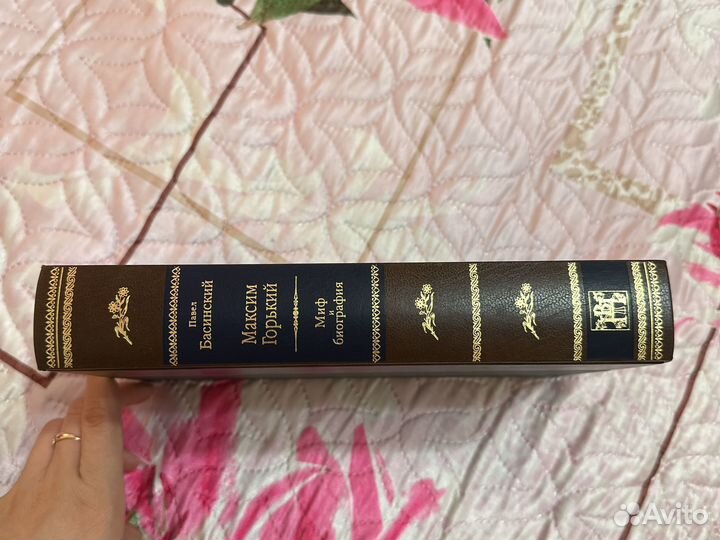 Павел
Басинский
Максим
Горький
Миф
и
биография
Avito